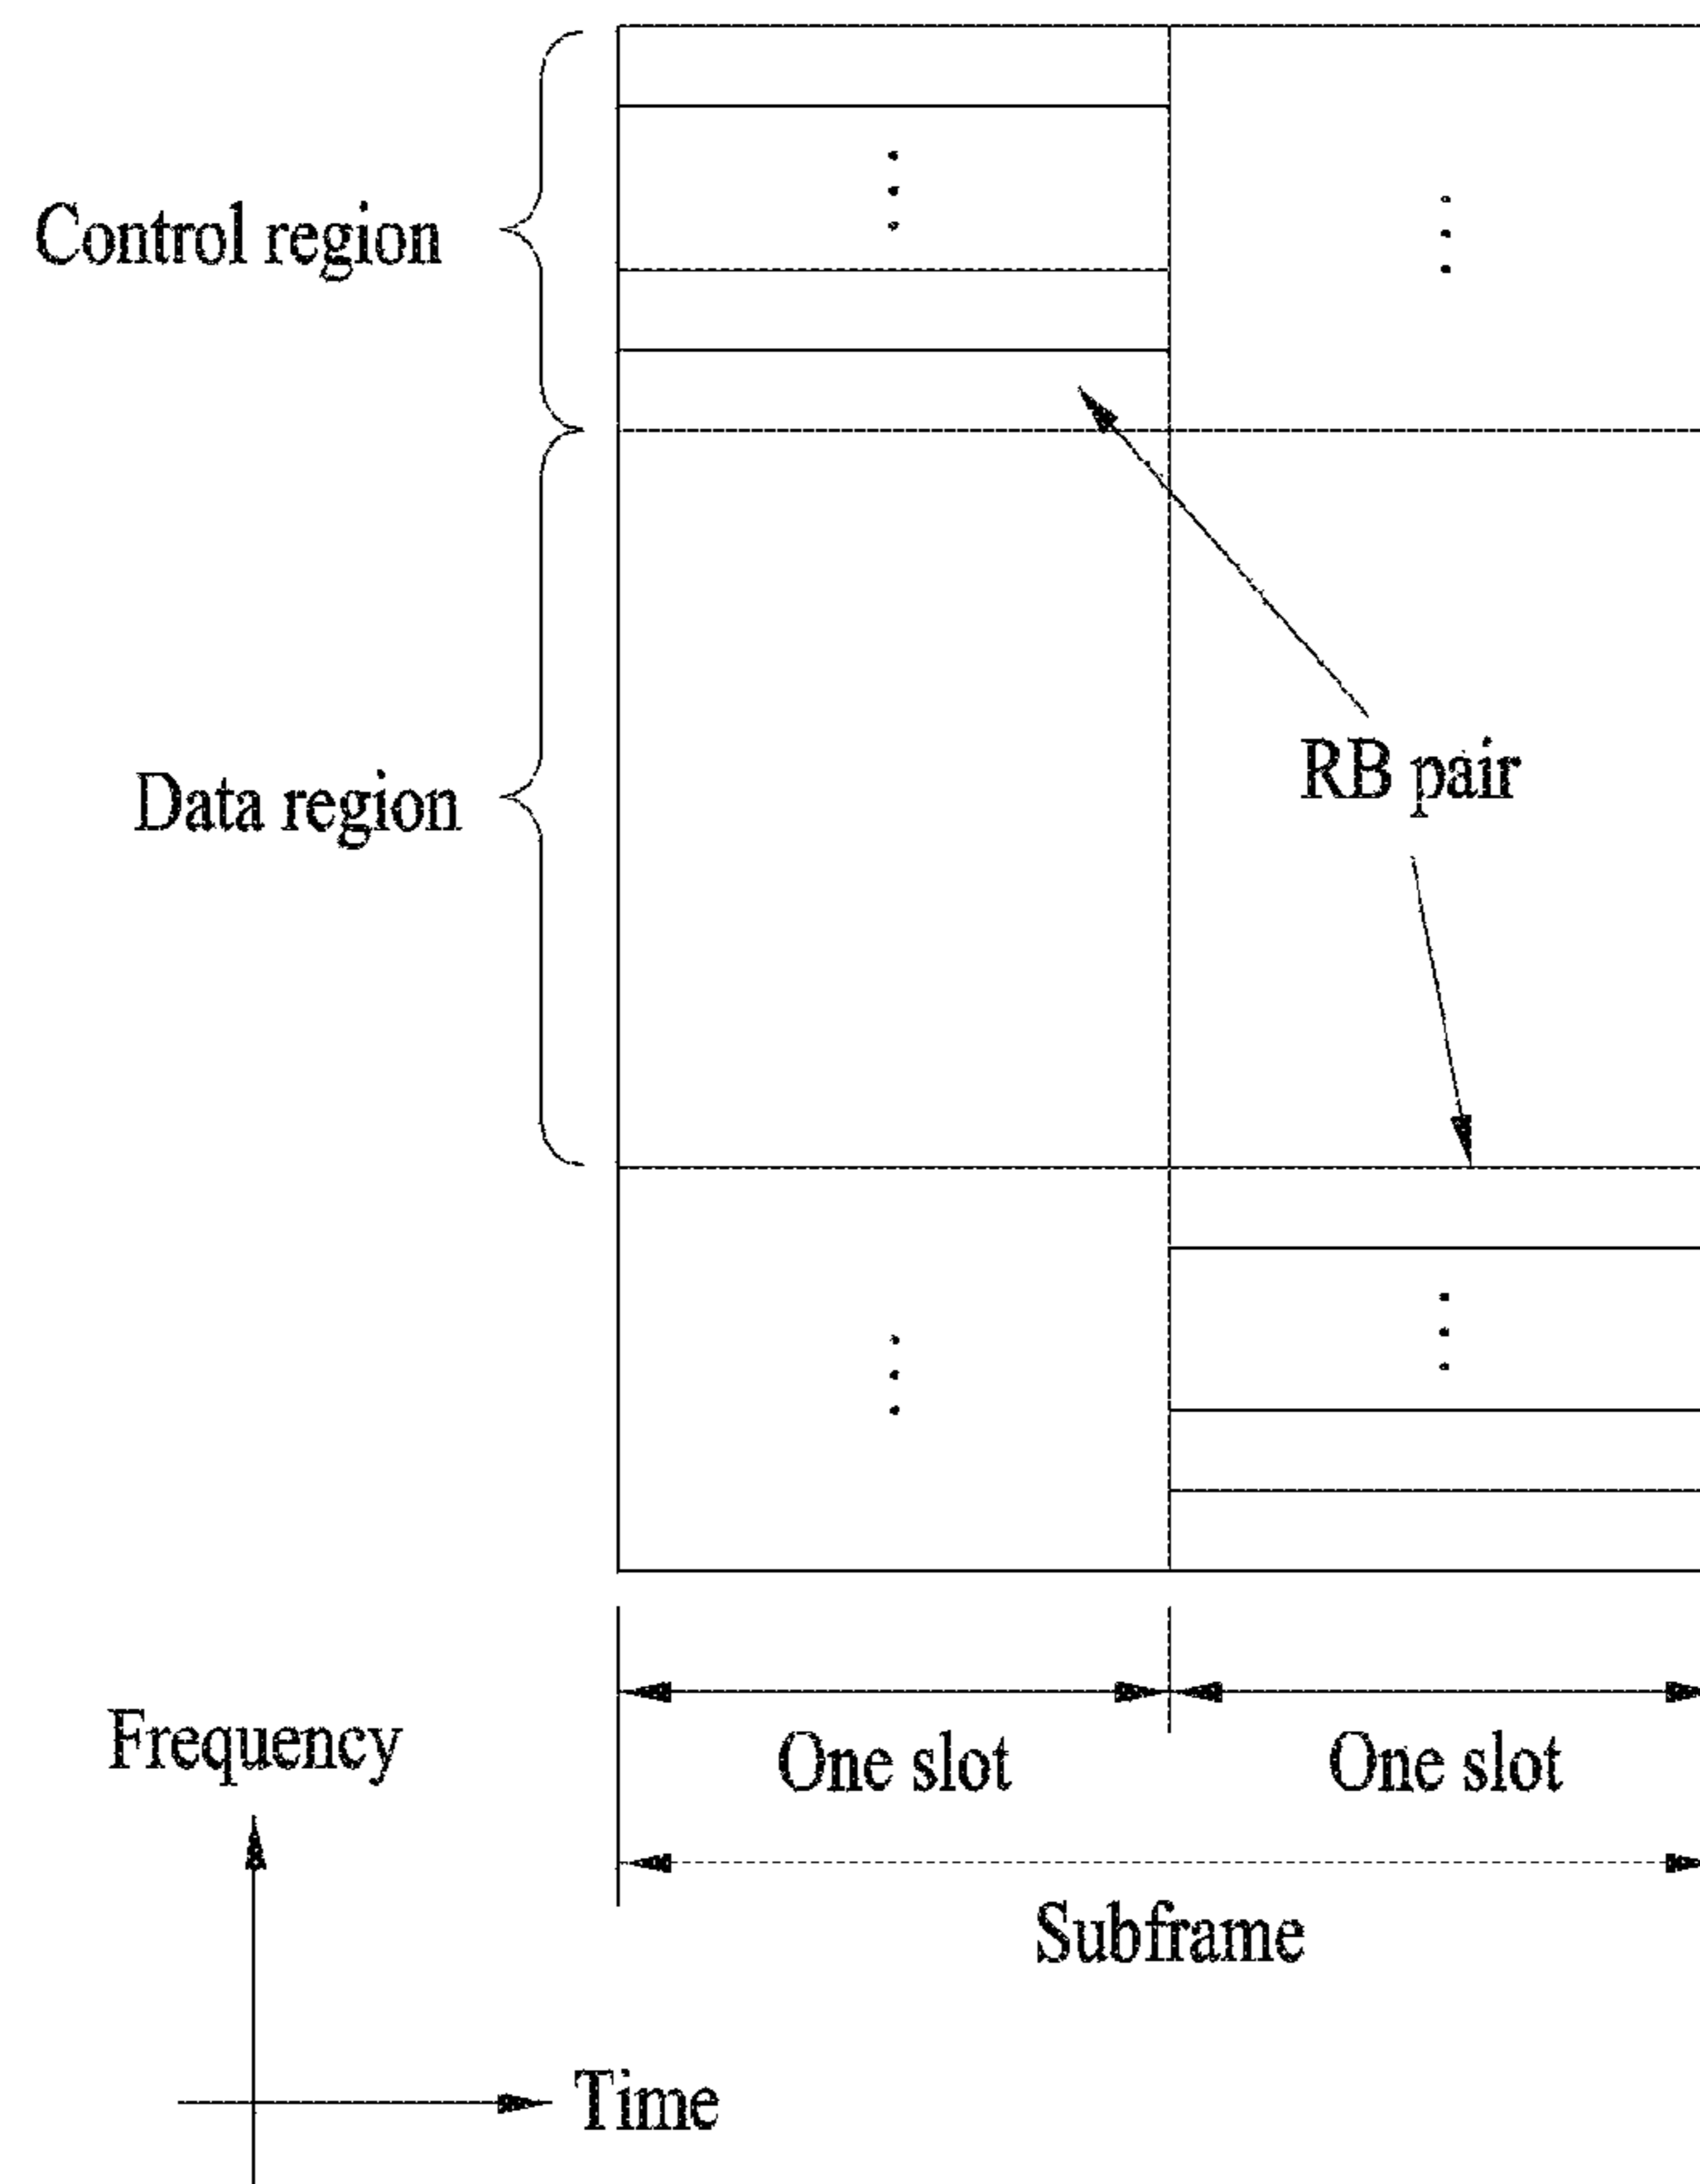 Control region
Data region
RB pair
One slot
One slot
Frequency
Subframe
Time